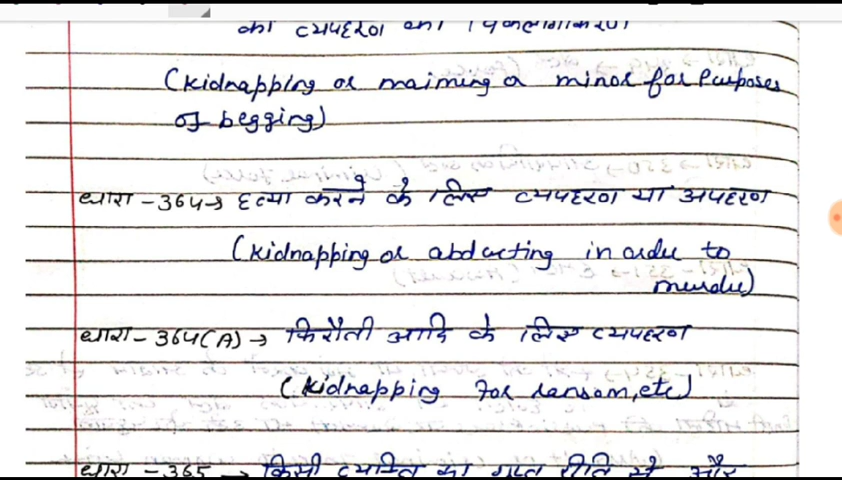 का व्यपहरण का विकलांगीकरण
(kidnapping or maiming a minor for Purposes
of begging)
धारा - 364 → हत्या करने के लिए व्यपहरण या अपहरण
(kidnapping or abducting in order to
murder)
धारा - 364(A) → फिरौती आदि के लिए व्यपहरण
(kidnapping For ransom, etc)
धारा - 365 → किसी व्यक्ति का गुप्त रीति से और